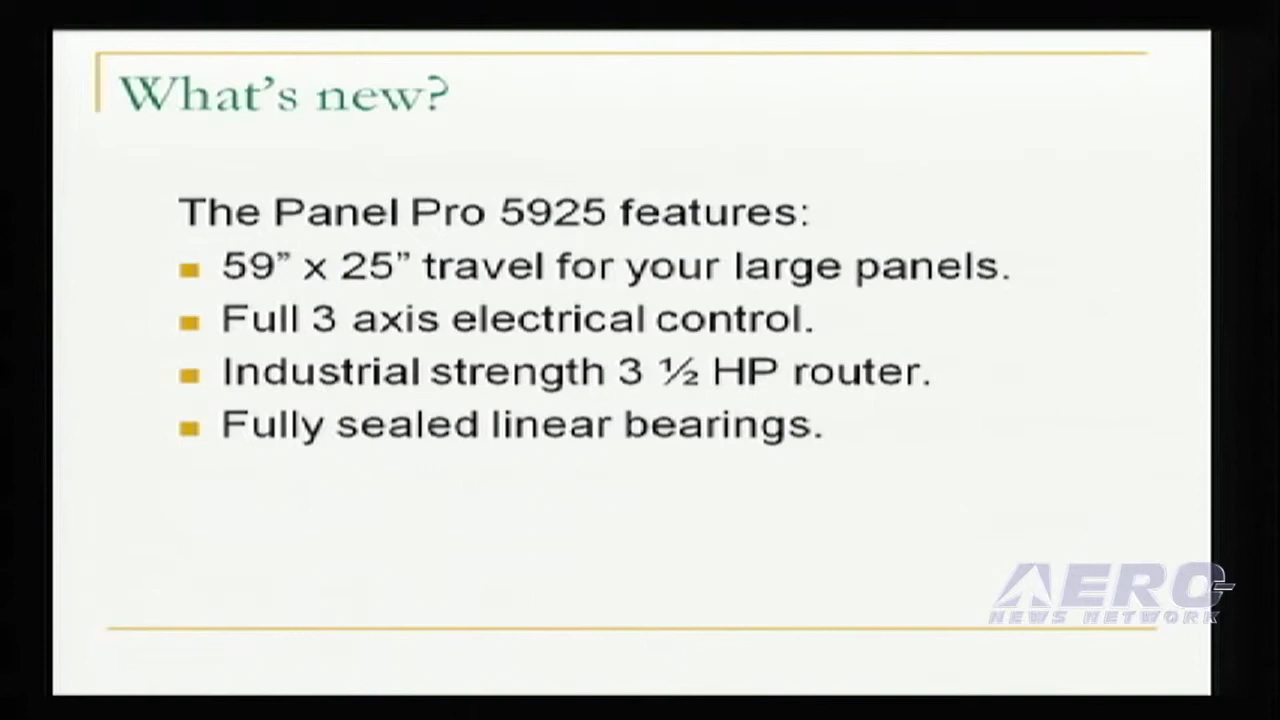 What's new?
The Panel Pro 5925 features:
59” x 25” travel for your large panels.
Full 3 axis electrical control.
Industrial strength 3 ½ HP router.
Fully sealed linear bearings.
AERO
NEWS NETWORK